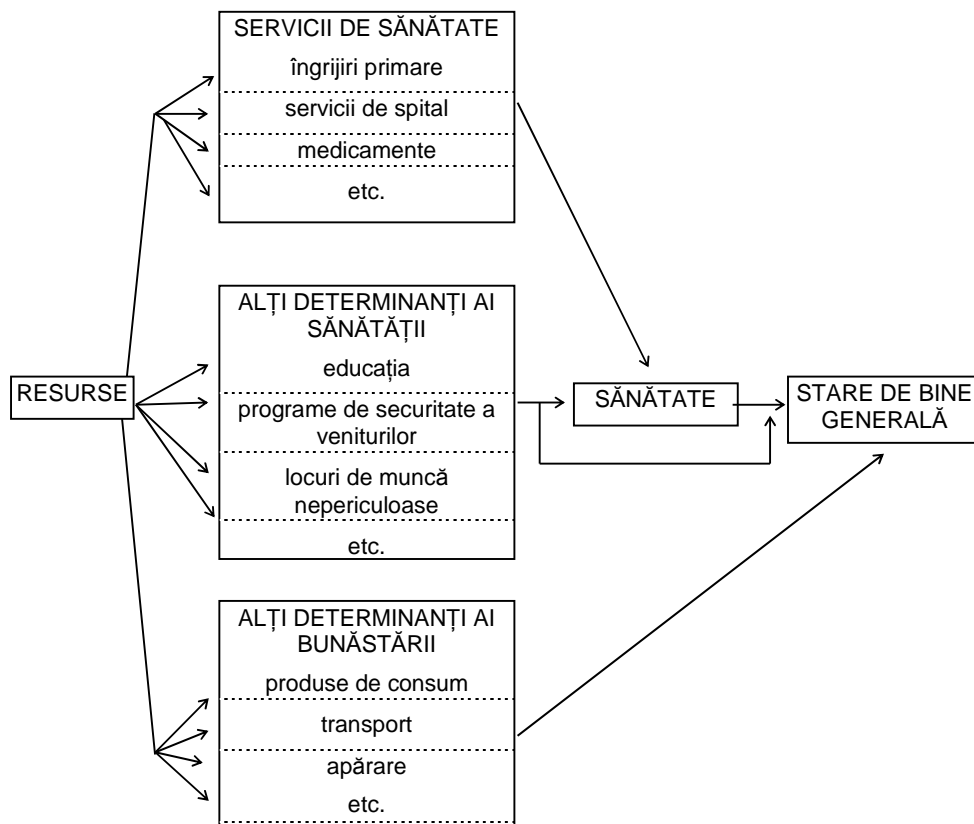 SERVICII DE SĂNĂTATE
îngrijiri primare
servicii de spital
medicamente
etc.
ALȚI DETERMINANȚI AI
SĂNĂTĂȚII
educația
programe de securitate a
veniturilor
locuri de muncă
nepericuloase
etc.
RESURSE
SĂNĂTATE
STARE DE BINE
GENERALĂ
ALȚI DETERMINANȚI AI
BUNĂSTĂRII
produse de consum
transport
apărare
etc.